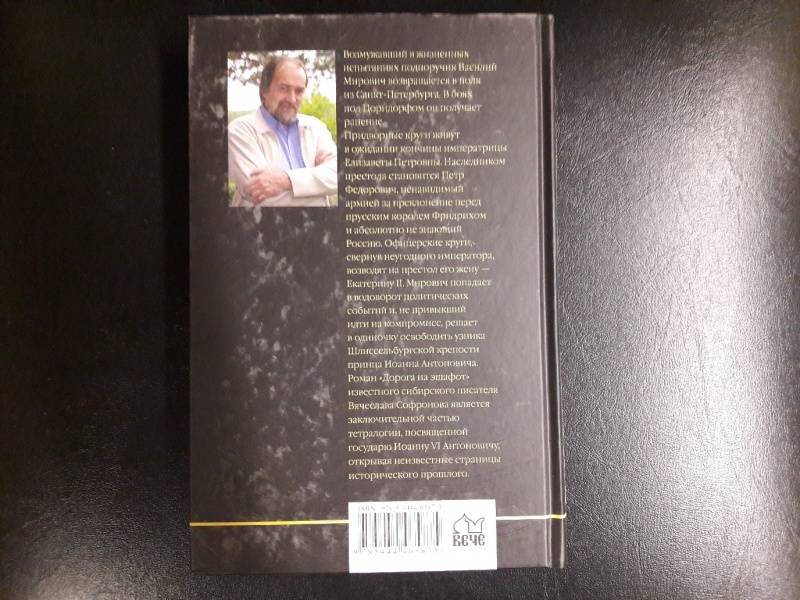 Возмужавший в жизненных
испытаниях подпоручик Василий
Мирович возвращается в полк
из Санкт-Петербурга. В боях
под Цорндорфом он получает
ранение.
Придворные круги живут
в ожидании кончины императрицы
Елизаветы Петровны. Наследником
престола становится Петр
Федорович, ненавидимый
армией за преклонение перед
прусским королем Фридрихом
и абсолютно не знающий
Россию. Офицерские круги,
свернув неугодного императора,
возводят на престол его жену —
Екатерину II. Мирович попадает
в водоворот политических
событий и, не привыкший
идти на компромисс, решает
в одиночку освободить узника
Шлиссельбургской крепости
принца Иоанна Антоновича.
Роман «Дорога на эшафот»
известного сибирского писателя
Вячеслава Софронова является
заключительной частью
тетралогии, посвященной
государю Иоанну VI Антоновичу,
открывая неизвестные страницы
исторического прошлого.
ISBN
ВЕЧЕ